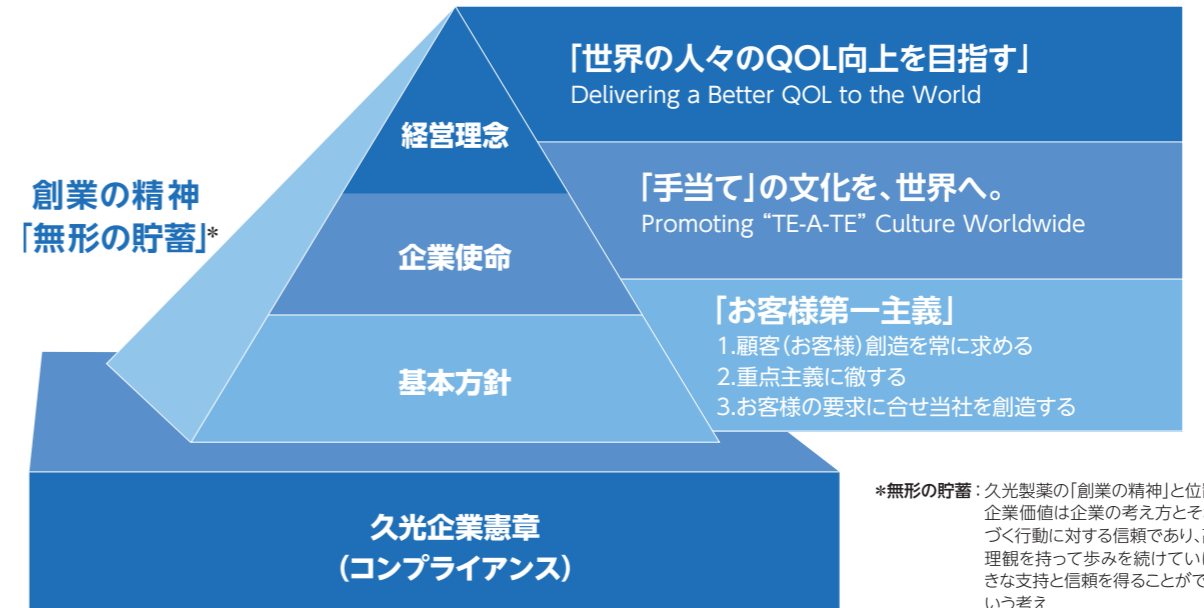 「世界の人々のQOL向上を目指す」
Delivering a Better QOL to the World
経営理念
「手当て」の文化を、世界へ。
Promoting “TE-A-TE” Culture Worldwide
創業の精神
「無形の貯蓄」*
企業使命
「お客様第一主義」
1.顧客(お客様)創造を常に求める
2.重点主義に徹する
3.お客様の要求に合せ当社を創造する
基本方針
久光企業憲章
(コンプライアンス)
*無形の貯蓄：久光製薬の「創業の精神」と位
企業価値は企業の考え方とそ
づく行動に対する信頼であり、
理観を持って歩みを続けてい
きな支持と信頼を得ることがで
いう考え